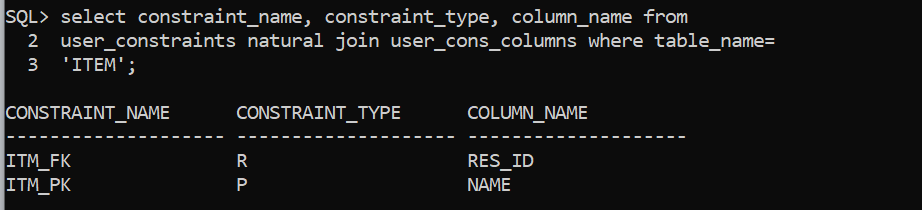 SQL> select constraint_name, constraint_type, column_name from
  2  user_constraints natural join user_cons_columns where table_name=
  3  'ITEM';
CONSTRAINT_NAME      CONSTRAINT_TYPE      COLUMN_NAME
-------------------- -------------------- --------------------
ITM_FK               R                    RES_ID
ITM_PK               P                    NAME